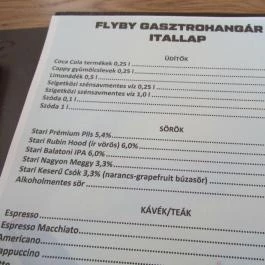 FLYBY GASZTROHANGÁR
ITALLAP
ÜDÍTŐK
Coca Cola termékek 0,25 l
Cappy gyümölcslevek 0,25 l
Limonádék 0,5 l
Szigetközi szénsavmentes víz 0,25 l
Szigetközi szénsavmentes víz 1,0 l
Szóda 0,1 l
Szóda 1 l
SÖRÖK
Stari Prémium Pils 5,4%
Stari Rubin Hood (ír vörös) 6,0%
Stari Balatoni IPA 6,0%
Stari Nagyon Meggy 3,3%
Stari Keserű Csók 3,3% (narancs-grapefruit búzasör)
Alkoholmentes sör
KÁVÉK/TEÁK
Espresso
Espresso Macchiato
Americano
Cappuccino